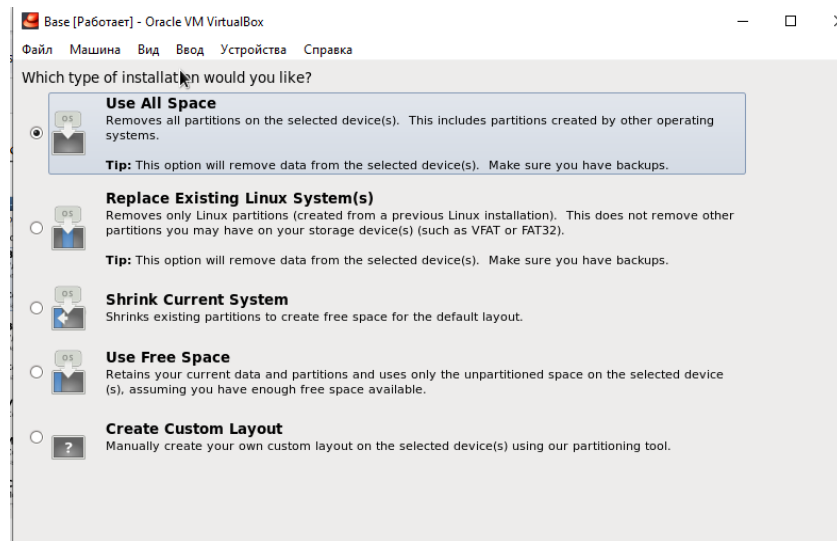 Base [Работает] - Oracle VM VirtualBox
Файл Машина Вид Ввод Устройства Справка
Which type of installation would you like?
Use All Space
Removes all partitions on the selected device(s). This includes partitions created by other operating
systems.
Tip: This option will remove data from the selected device(s). Make sure you have backups.
Replace Existing Linux System(s)
Removes only Linux partitions (created from a previous Linux installation). This does not remove other
partitions you may have on your storage device(s) (such as VFAT or FAT32).
Tip: This option will remove data from the selected device(s). Make sure you have backups.
Shrink Current System
Shrinks existing partitions to create free space for the default layout.
Use Free Space
Retains your current data and partitions and uses only the unpartitioned space on the selected device
(s), assuming you have enough free space available.
Create Custom Layout
Manually create your own custom layout on the selected device(s) using our partitioning tool.
OS
OS
OS
OS
?